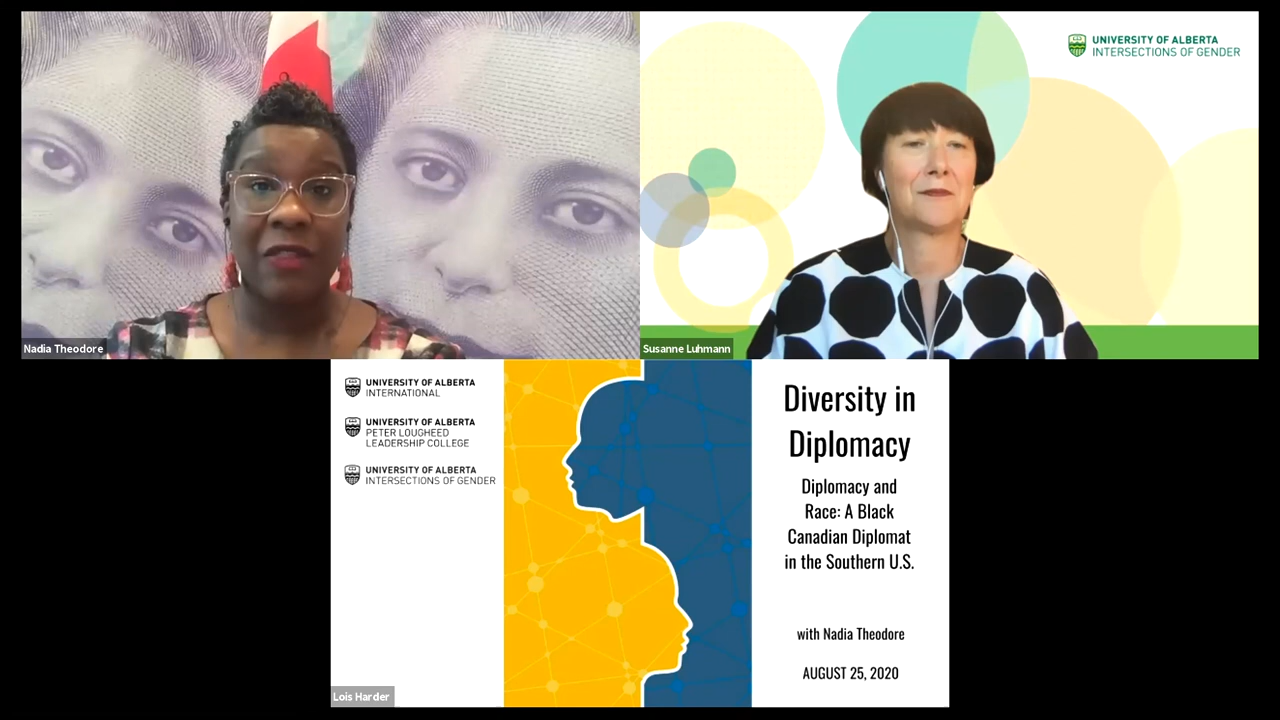 UNIVERSITY OF ALBERTA
INTERSECTIONS OF GENDER
Nadia Theodore
Susanne Luhmann
UNIVERSITY OF ALBERTA
INTERNATIONAL
UNIVERSITY OF ALBERTA
PETER LOUGHEED
LEADERSHIP COLLEGE
UNIVERSITY OF ALBERTA
INTERSECTIONS OF GENDER
Diversity in
Diplomacy
Diplomacy and
Race: A Black
Canadian Diplomat
in the Southern U.S.
with Nadia Theodore
AUGUST 25, 2020
Lois Harder